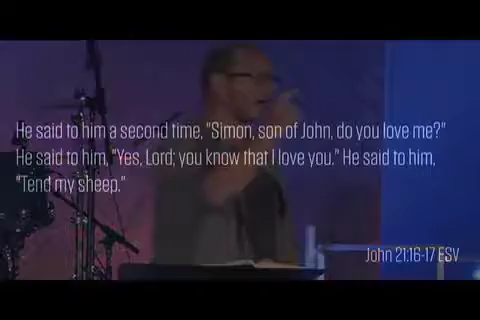 He said to him a second time, "Simon, son of John, do you love me?"
He said to him, "Yes, Lord; you know that I love you." He said to him,
"Tend my sheep."
John 21:16-17 ESV